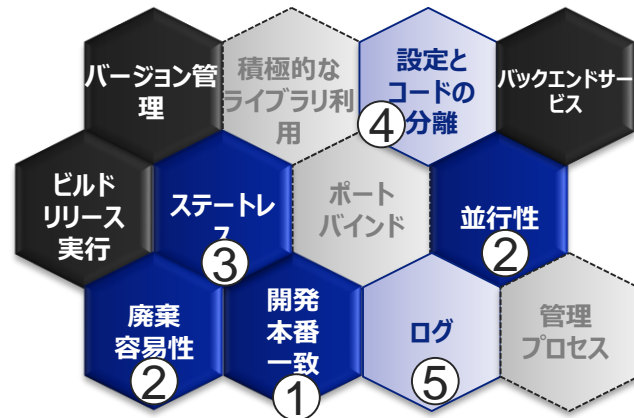 バージョン管
理
積極的な
ライブラリ利
用
設定と
コードの
分離
④
バックエンドサー
ビス
ビルド
リリース
実行
ステートレ
ス
③
ポート
バインド
並行性
②
廃棄
容易性
②
開発
本番
一致
①
ログ
⑤
管理
プロセス